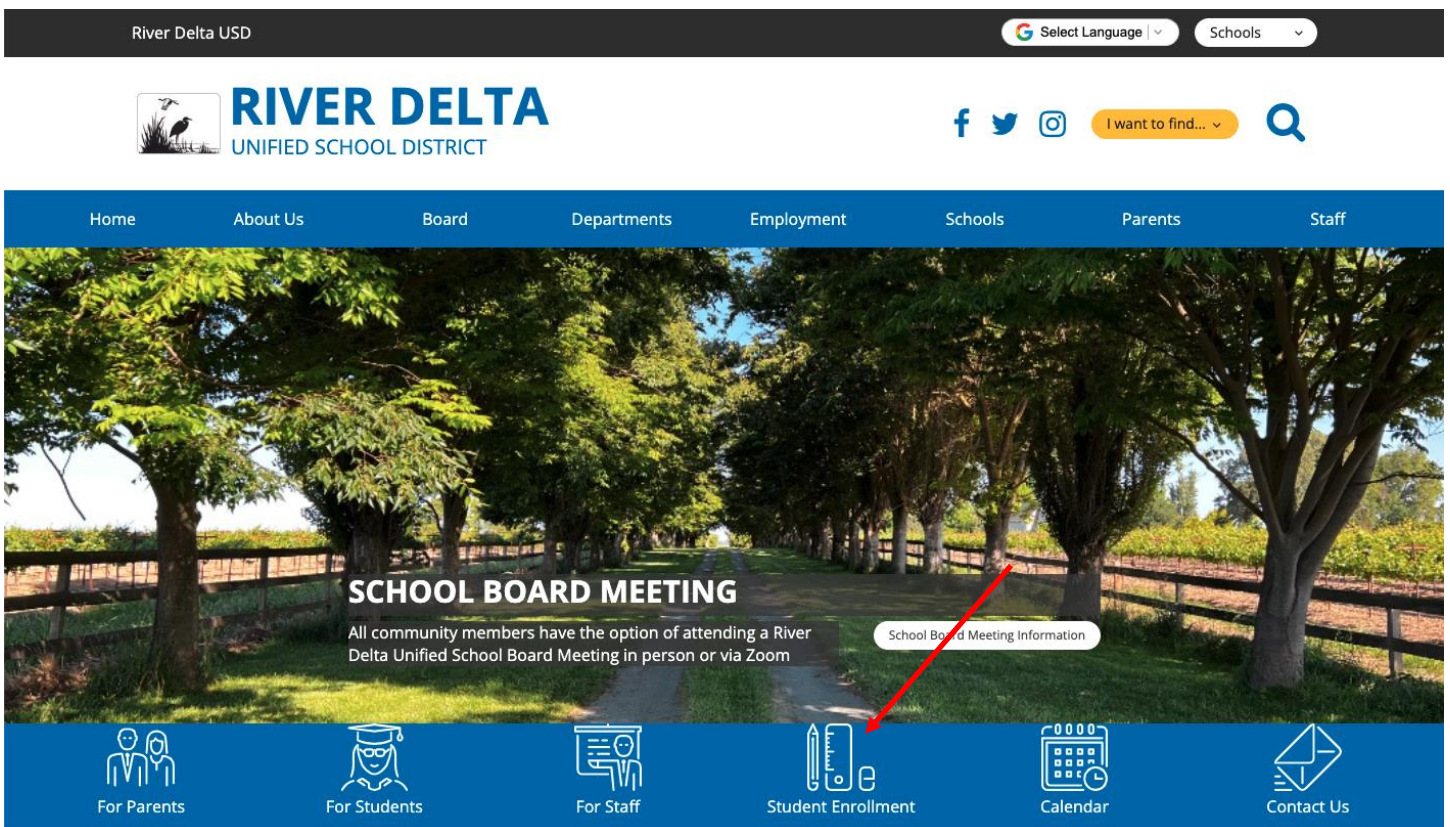 River Delta USD
Select Language
Schools
RIVER DELTA
UNIFIED SCHOOL DISTRICT
I want to find...
Home
About Us
Board
Departments
Employment
Schools
Parents
Staff
SCHOOL BOARD MEETING
All community members have the option of attending a River
Delta Unified School Board Meeting in person or via Zoom
School Board Meeting Information
For Parents
For Students
For Staff
Student Enrollment
Calendar
Contact Us